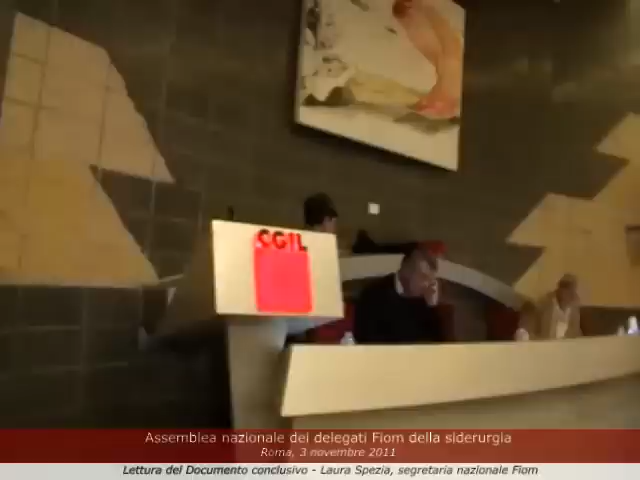 CGIL
Assemblea nazionale dei delegati Fiom della siderurgia
Roma, 3 novembre 2011
Lettura del Documento conclusivo - Laura Spezia, segretaria nazionale Fiom